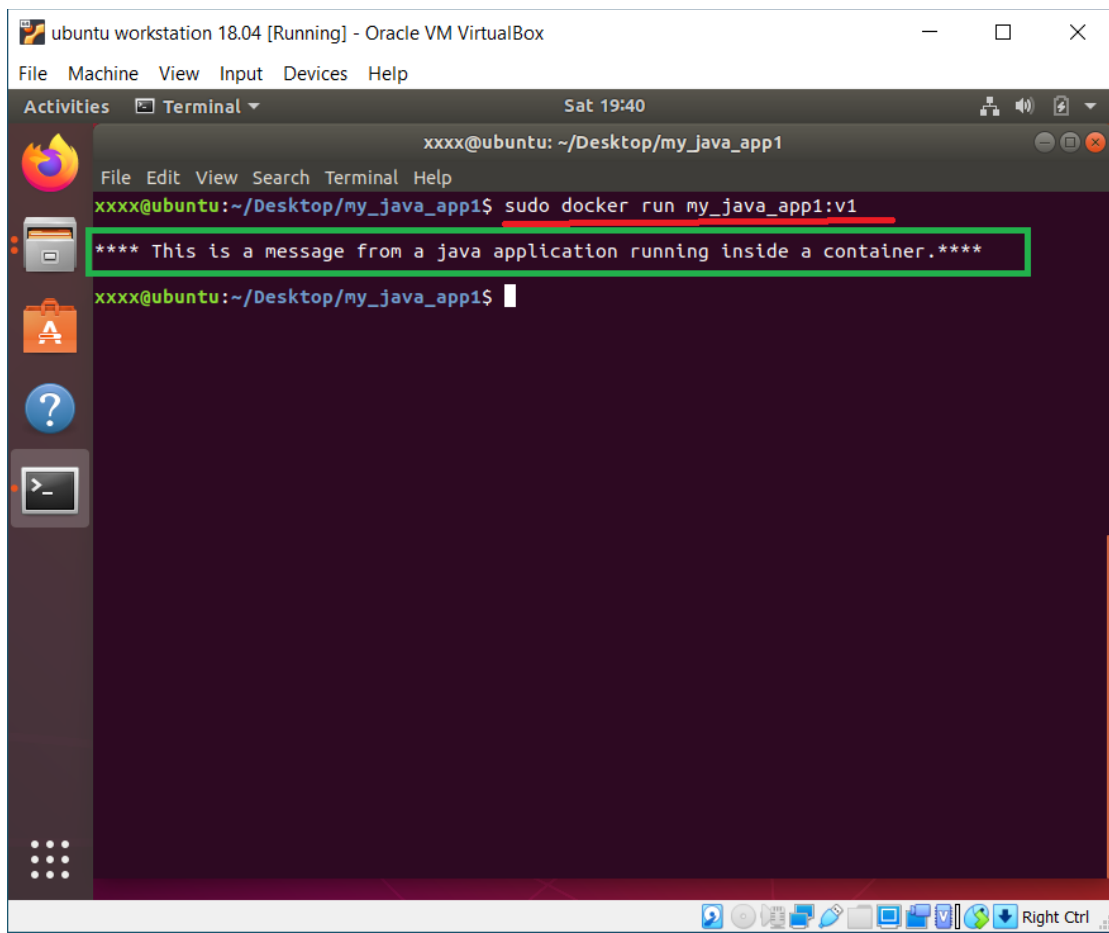 ubuntu workstation 18.04 [Running] - Oracle VM VirtualBox
File Machine View Input Devices Help
Activities Terminal Sat 19:40
xxxx@ubuntu: ~/Desktop/my_java_app1
File Edit View Search Terminal Help
xxxx@ubuntu:~/Desktop/my_java_app1$ sudo docker run my_java_app1:v1
**** This is a message from a java application running inside a container.****
xxxx@ubuntu:~/Desktop/my_java_app1$
Right Ctrl